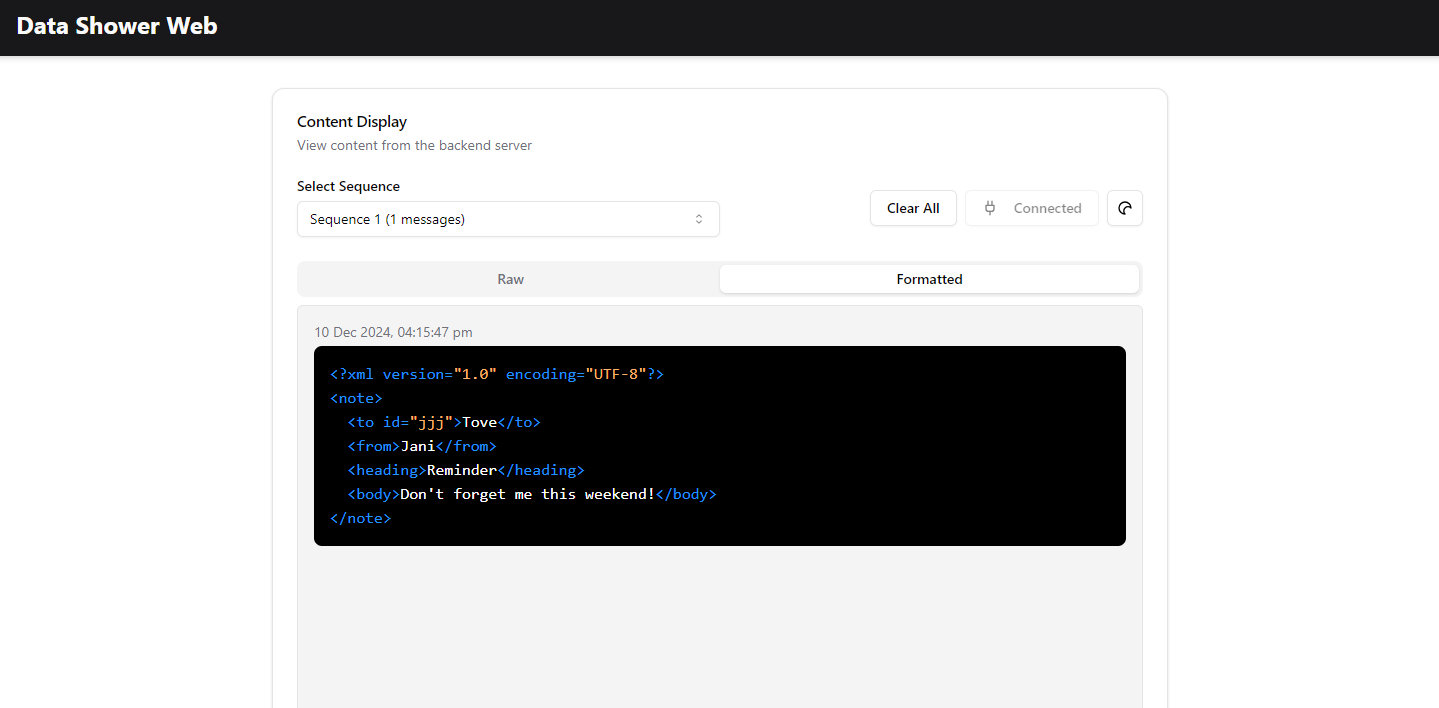 Data Shower Web
Content Display
View content from the backend server
Select Sequence
Sequence 1 (1 messages)
Clear All
Connected
Raw
Formatted
10 Dec 2024, 04:15:47 pm
<?xml version="1.0" encoding="UTF-8"?>
<note>
  <to id="jjj">Tove</to>
  <from>Jani</from>
  <heading>Reminder</heading>
  <body>Don't forget me this weekend!</body>
</note>